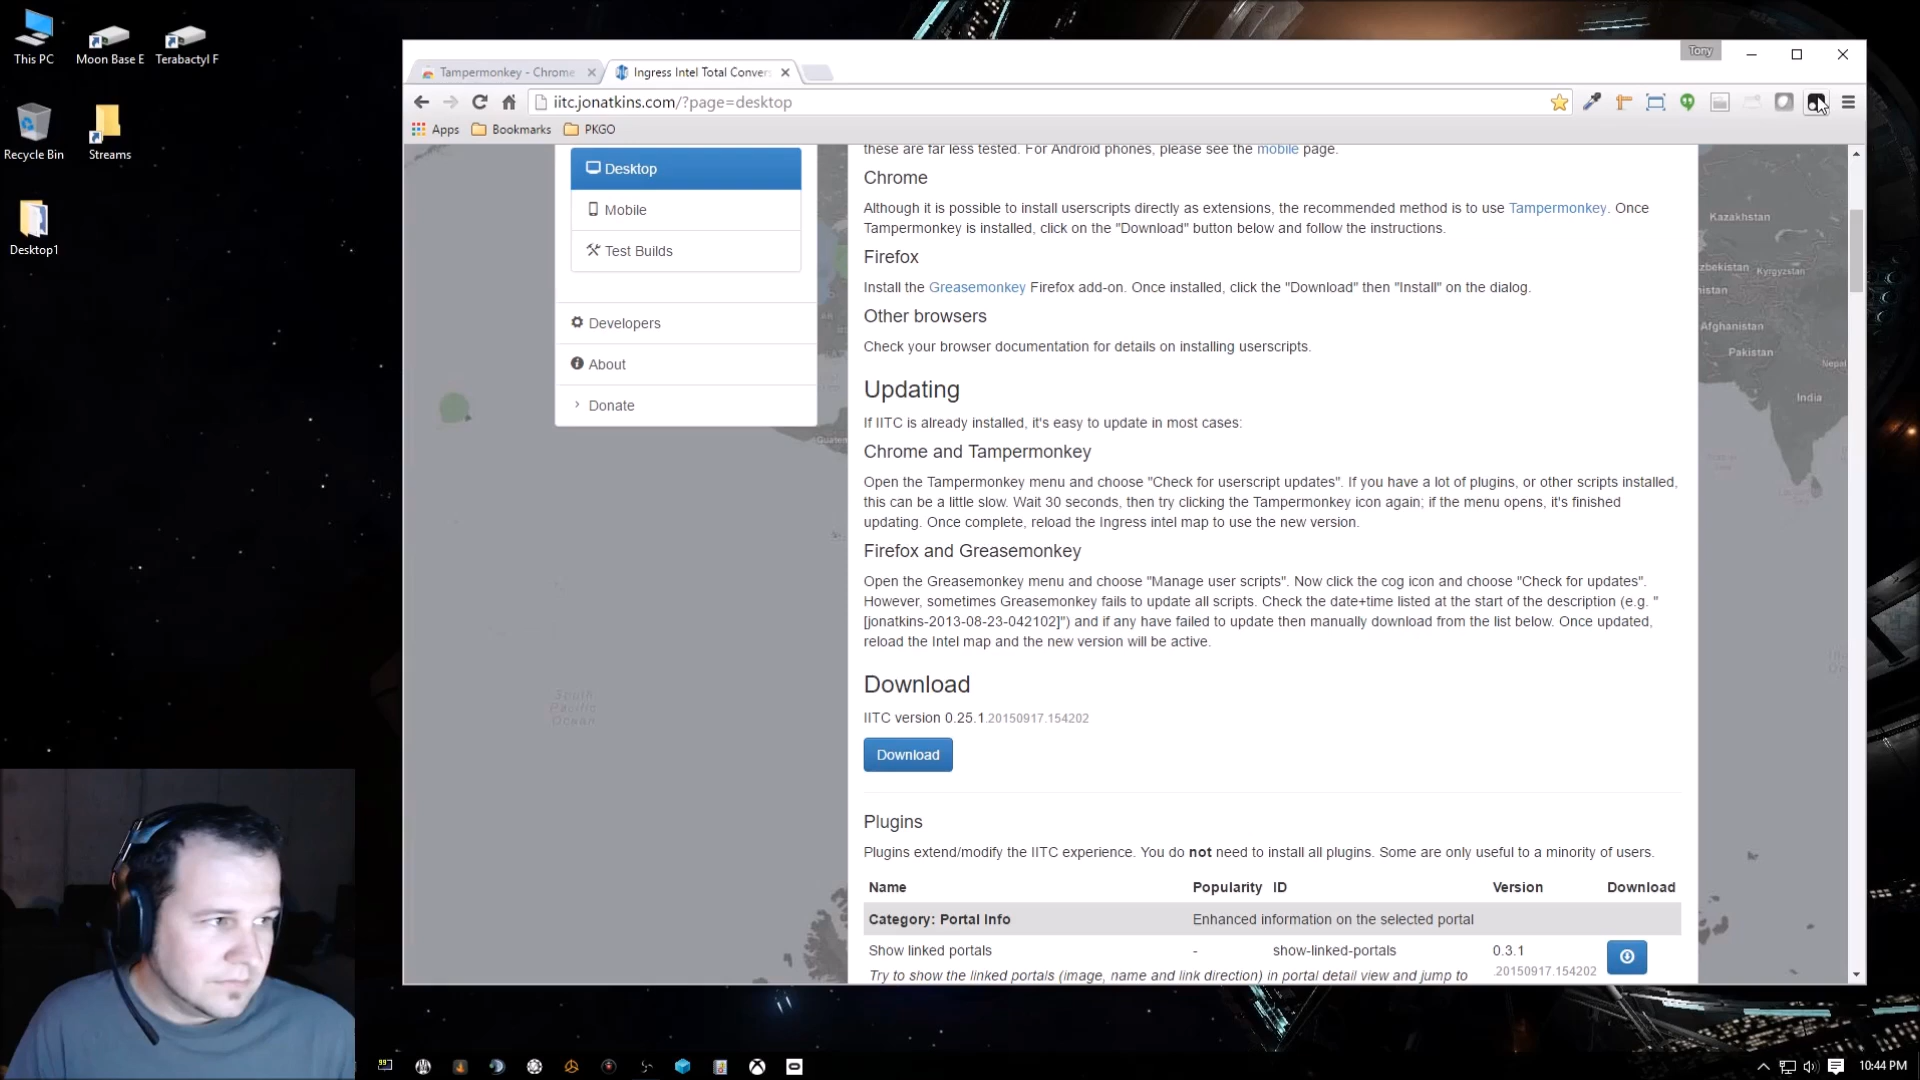 This PC
Moon Base E
Terabactyl F
Recycle Bin
Streams
Desktop1
Tony
Tampermonkey - Chrome
Ingress Intel Total Conver
iitc.jonatkins.com/?page=desktop
Apps
Bookmarks
PKGO
Desktop
Mobile
Test Builds
Developers
About
Donate
these are far less tested. For Android phones, please see the mobile page.
Chrome
Although it is possible to install userscripts directly as extensions, the recommended method is to use Tampermonkey. Once
Tampermonkey is installed, click on the "Download" button below and follow the instructions.
Firefox
Install the Greasemonkey Firefox add-on. Once installed, click the "Download" then "Install" on the dialog.
Other browsers
Check your browser documentation for details on installing userscripts.
Updating
If IITC is already installed, it's easy to update in most cases:
Chrome and Tampermonkey
Open the Tampermonkey menu and choose "Check for userscript updates". If you have a lot of plugins, or other scripts installed,
this can be a little slow. Wait 30 seconds, then try clicking the Tampermonkey icon again; if the menu opens, it's finished
updating. Once complete, reload the Ingress intel map to use the new version.
Firefox and Greasemonkey
Open the Greasemonkey menu and choose "Manage user scripts". Now click the cog icon and choose "Check for updates".
However, sometimes Greasemonkey fails to update all scripts. Check the date+time listed at the start of the description (e.g. "
[jonatkins-2013-08-23-042102]") and if any have failed to update then manually download from the list below. Once updated,
reload the Intel map and the new version will be active.
Download
IITC version 0.25.1.20150917.154202
Download
Plugins
Plugins extend/modify the IITC experience. You do not need to install all plugins. Some are only useful to a minority of users.
Name Popularity ID Version Download
Category: Portal Info Enhanced information on the selected portal
Show linked portals - show-linked-portals 0.3.1
.20150917.154202
Try to show the linked portals (image, name and link direction) in portal detail view and jump to
Kazakhstan
Kyrgyzstan
Afghanistan
Pakistan
Nepal
India
South
Pacific
Ocean
10:44 PM